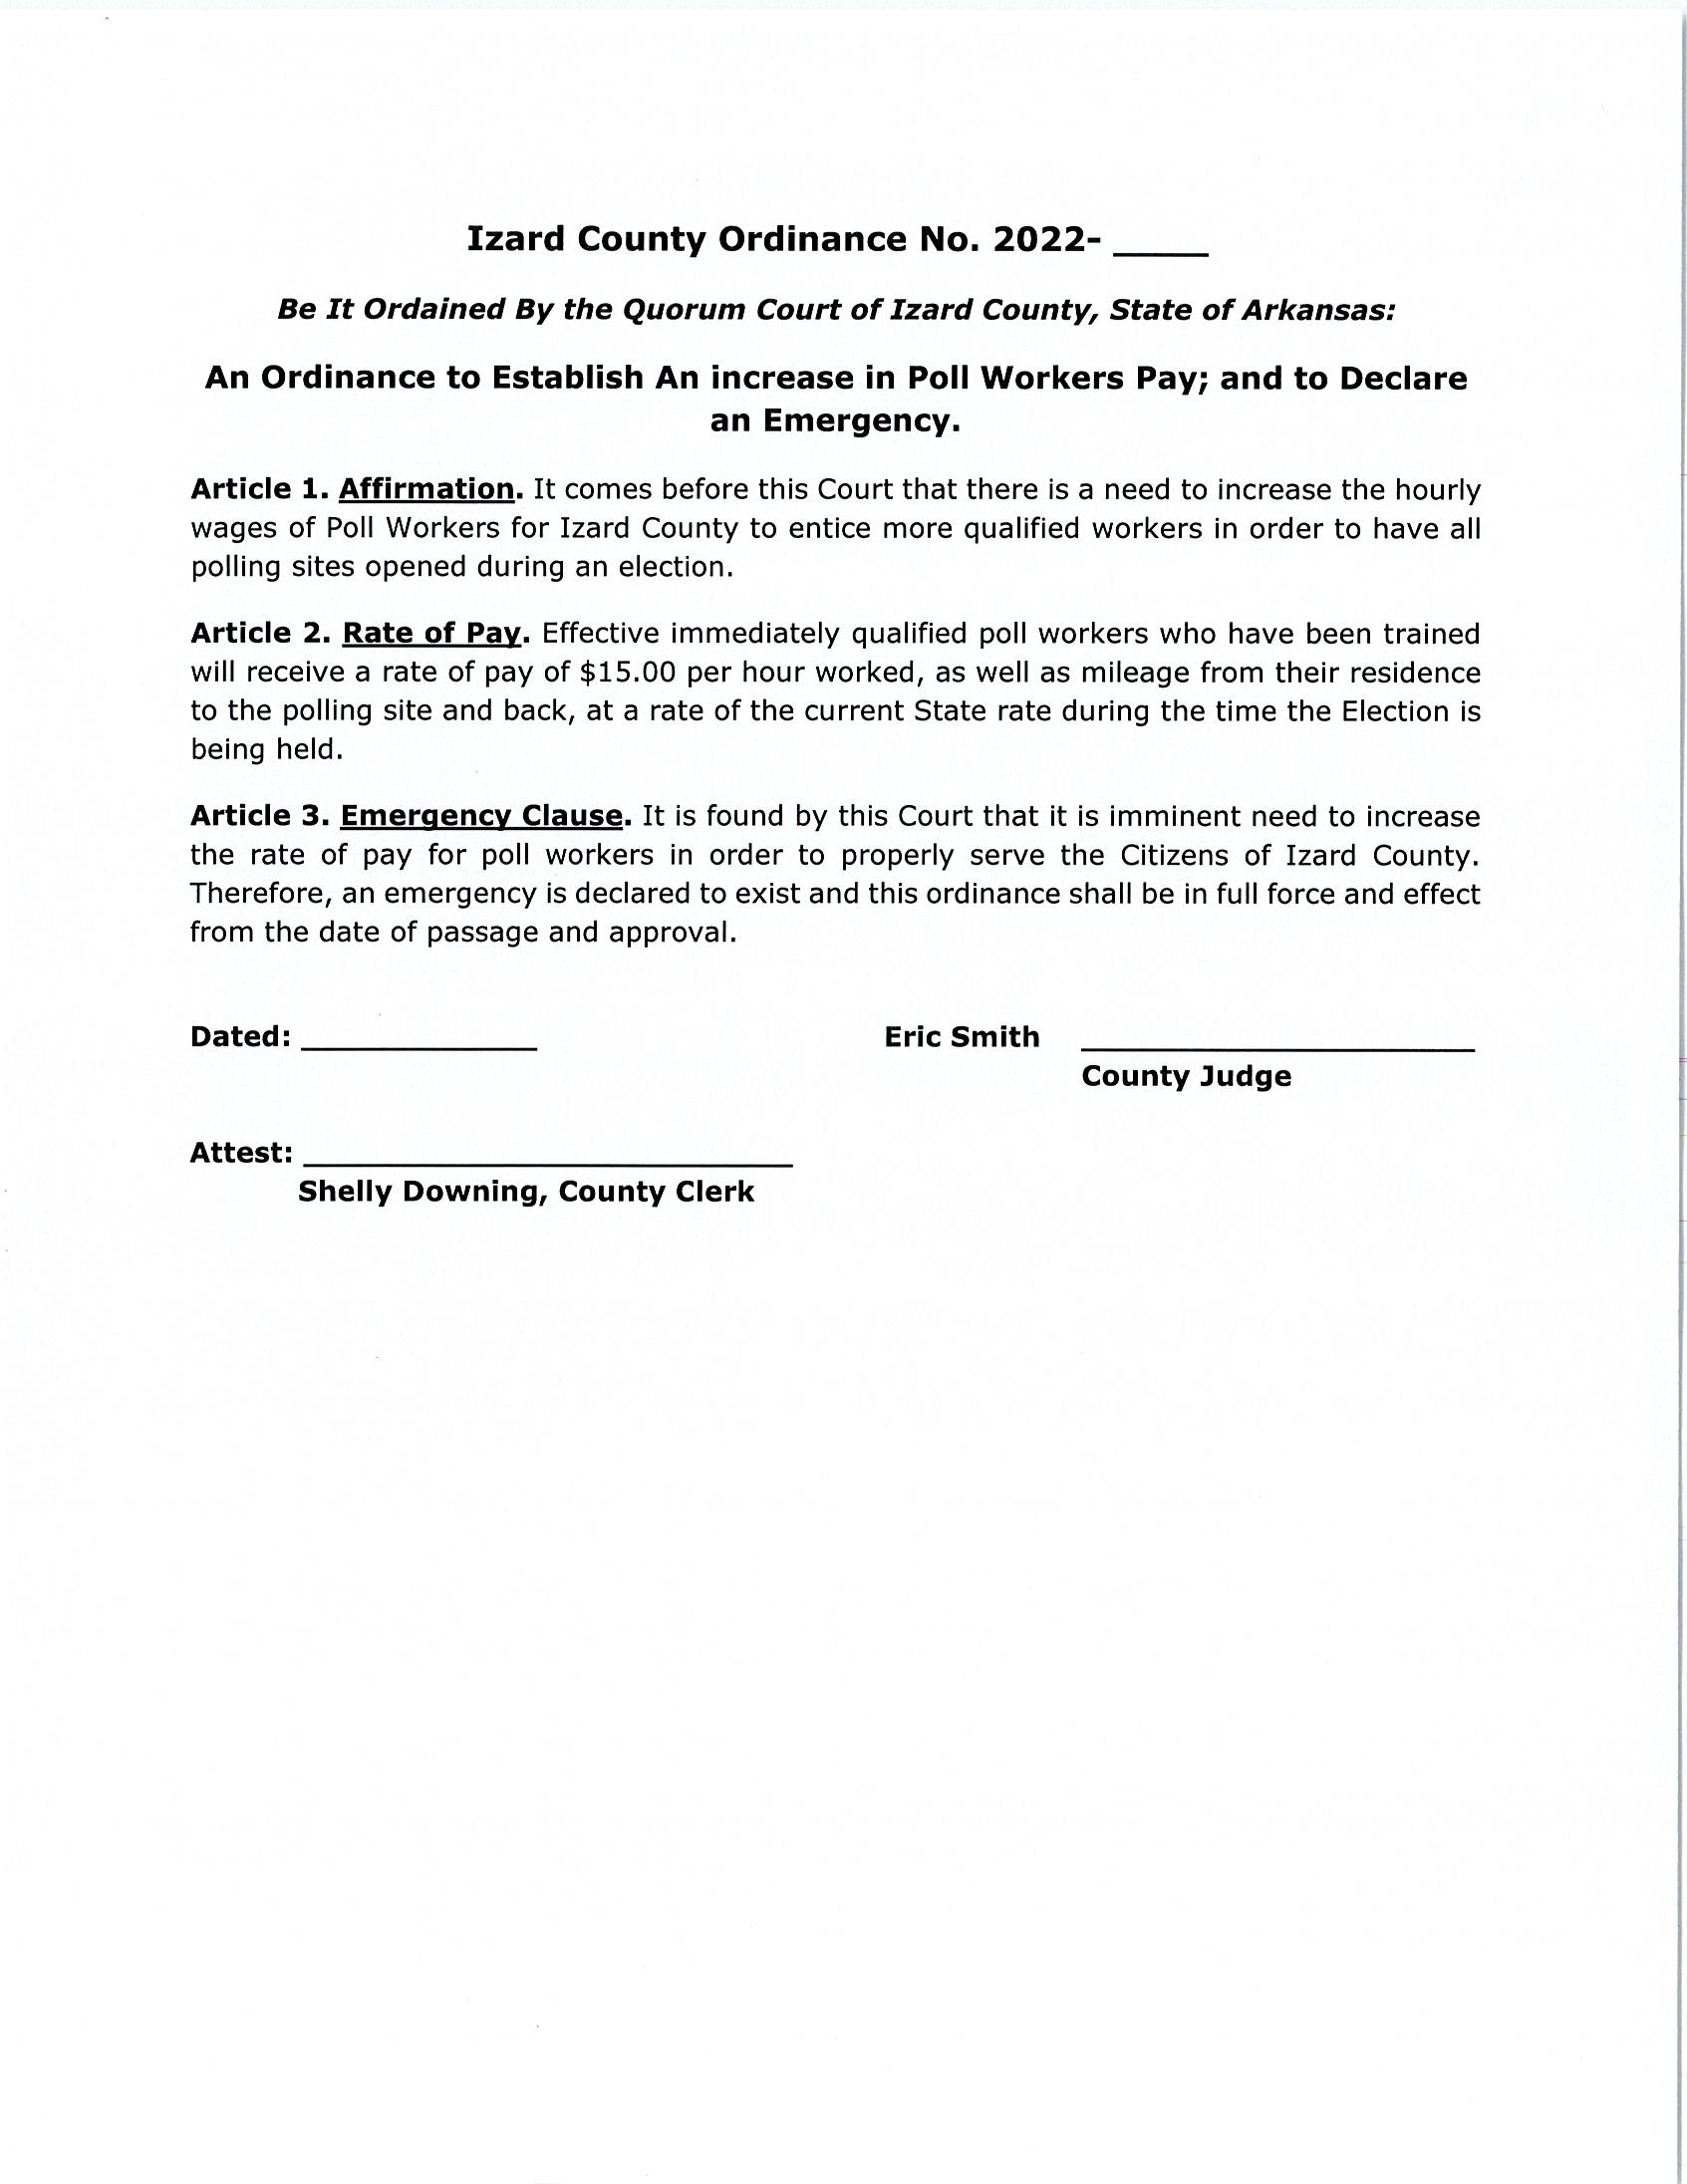 Izard County Ordinance No. 2022- _____
Be It Ordained By the Quorum Court of Izard County, State of Arkansas:
An Ordinance to Establish An increase in Poll Workers Pay; and to Declare
an Emergency.
Article 1. Affirmation. It comes before this Court that there is a need to increase the hourly
wages of Poll Workers for Izard County to entice more qualified workers in order to have all
polling sites opened during an election.
Article 2. Rate of Pay. Effective immediately qualified poll workers who have been trained
will receive a rate of pay of $15.00 per hour worked, as well as mileage from their residence
to the polling site and back, at a rate of the current State rate during the time the Election is
being held.
Article 3. Emergency Clause. It is found by this Court that it is imminent need to increase
the rate of pay for poll workers in order to properly serve the Citizens of Izard County.
Therefore, an emergency is declared to exist and this ordinance shall be in full force and effect
from the date of passage and approval.
Dated: _______________ Eric Smith _________________________
County Judge
Attest: _______________________________
Shelly Downing, County Clerk